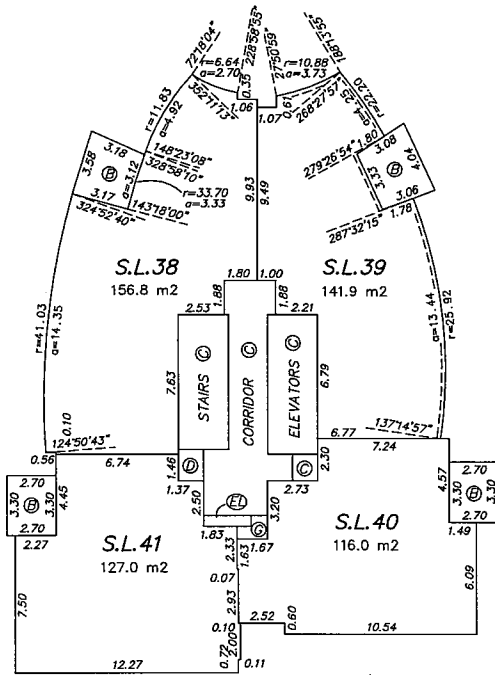 72°18'04"
r=6.64
a=2.70
228°58'55"
0.35
27°50'59"
r=10.88
a=3.73
188°13'55"
352°11'13"
1.06
1.07
0.61
268°27'57"
a=4.25
r=22.20
r=11.83
a=4.82
1.80
279°26'54"
3.08
4.04
B
3.33
3.06
1.78
287°32'15"
3.18
3.58
B
3.17
148°23'08"
328°58'10"
a=3.12
r=33.70
a=3.33
143°18'00"
324°52'40"
9.93
9.49
S.L.38
156.8 m2
S.L.39
141.9 m2
1.80
1.00
1.88
1.88
2.53
2.21
r=41.03
a=14.35
a=13.44
r=25.92
7.63
STAIRS C
CORRIDOR C
ELEVATORS C
6.79
0.10
124°50'43"
0.56
6.74
137°14'57"
6.77
7.24
1.46
D
1.37
C
2.30
2.73
2.70
3.30
B
3.30
2.70
4.45
2.27
2.50
EL
1.83
G
3.20
1.67
4.57
2.70
3.30
B
3.30
2.70
1.49
S.L.41
127.0 m2
S.L.40
116.0 m2
2.33
1.63
0.07
2.93
7.50
6.09
0.10
2.52
0.60
10.54
2.00
0.72
0.11
12.27